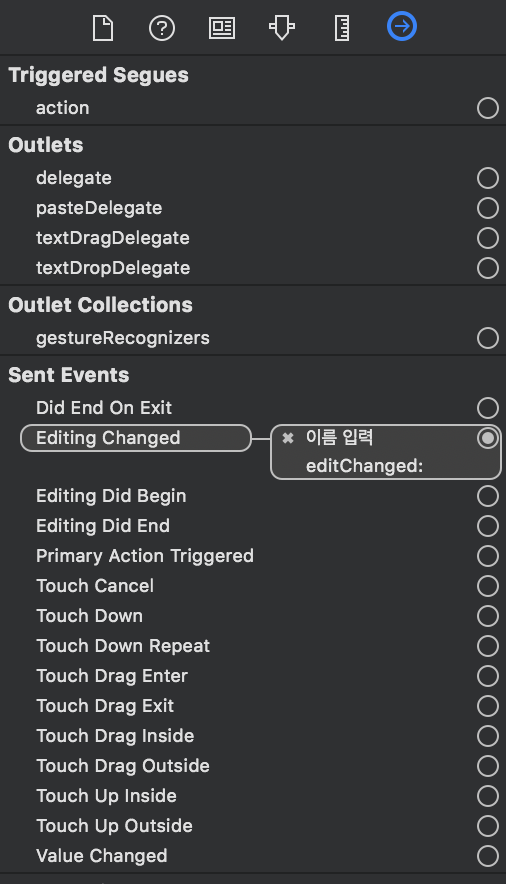 Triggered Segues
action
Outlets
delegate
pasteDelegate
textDragDelegate
textDropDelegate
Outlet Collections
gestureRecognizers
Sent Events
Did End On Exit
Editing Changed
이름 입력
editChanged:
Editing Did Begin
Editing Did End
Primary Action Triggered
Touch Cancel
Touch Down
Touch Down Repeat
Touch Drag Enter
Touch Drag Exit
Touch Drag Inside
Touch Drag Outside
Touch Up Inside
Touch Up Outside
Value Changed